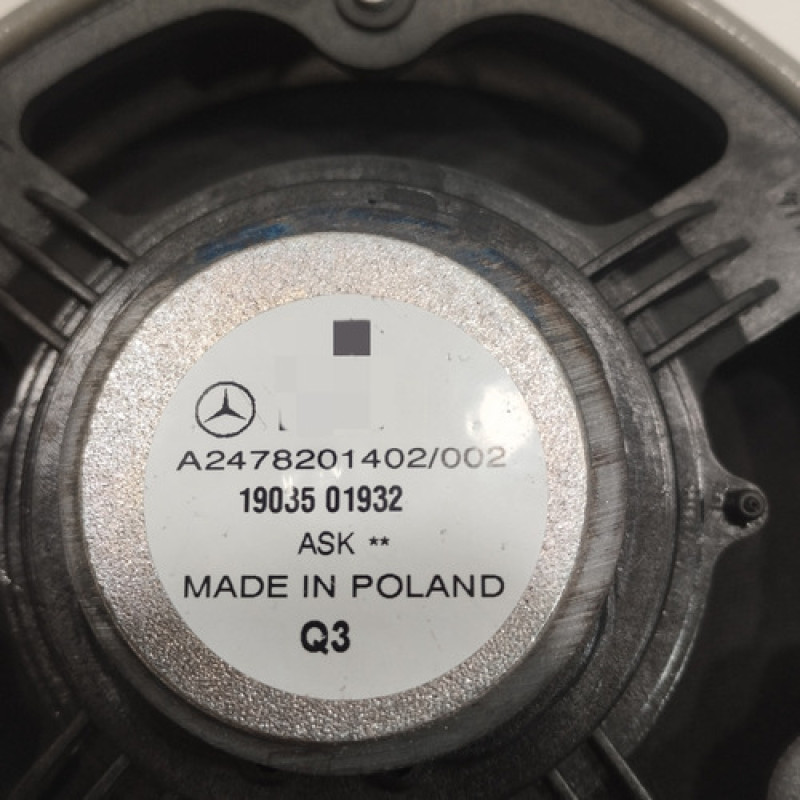 A2478201402/002
19035 01932
ASK **
MADE IN POLAND
Q3